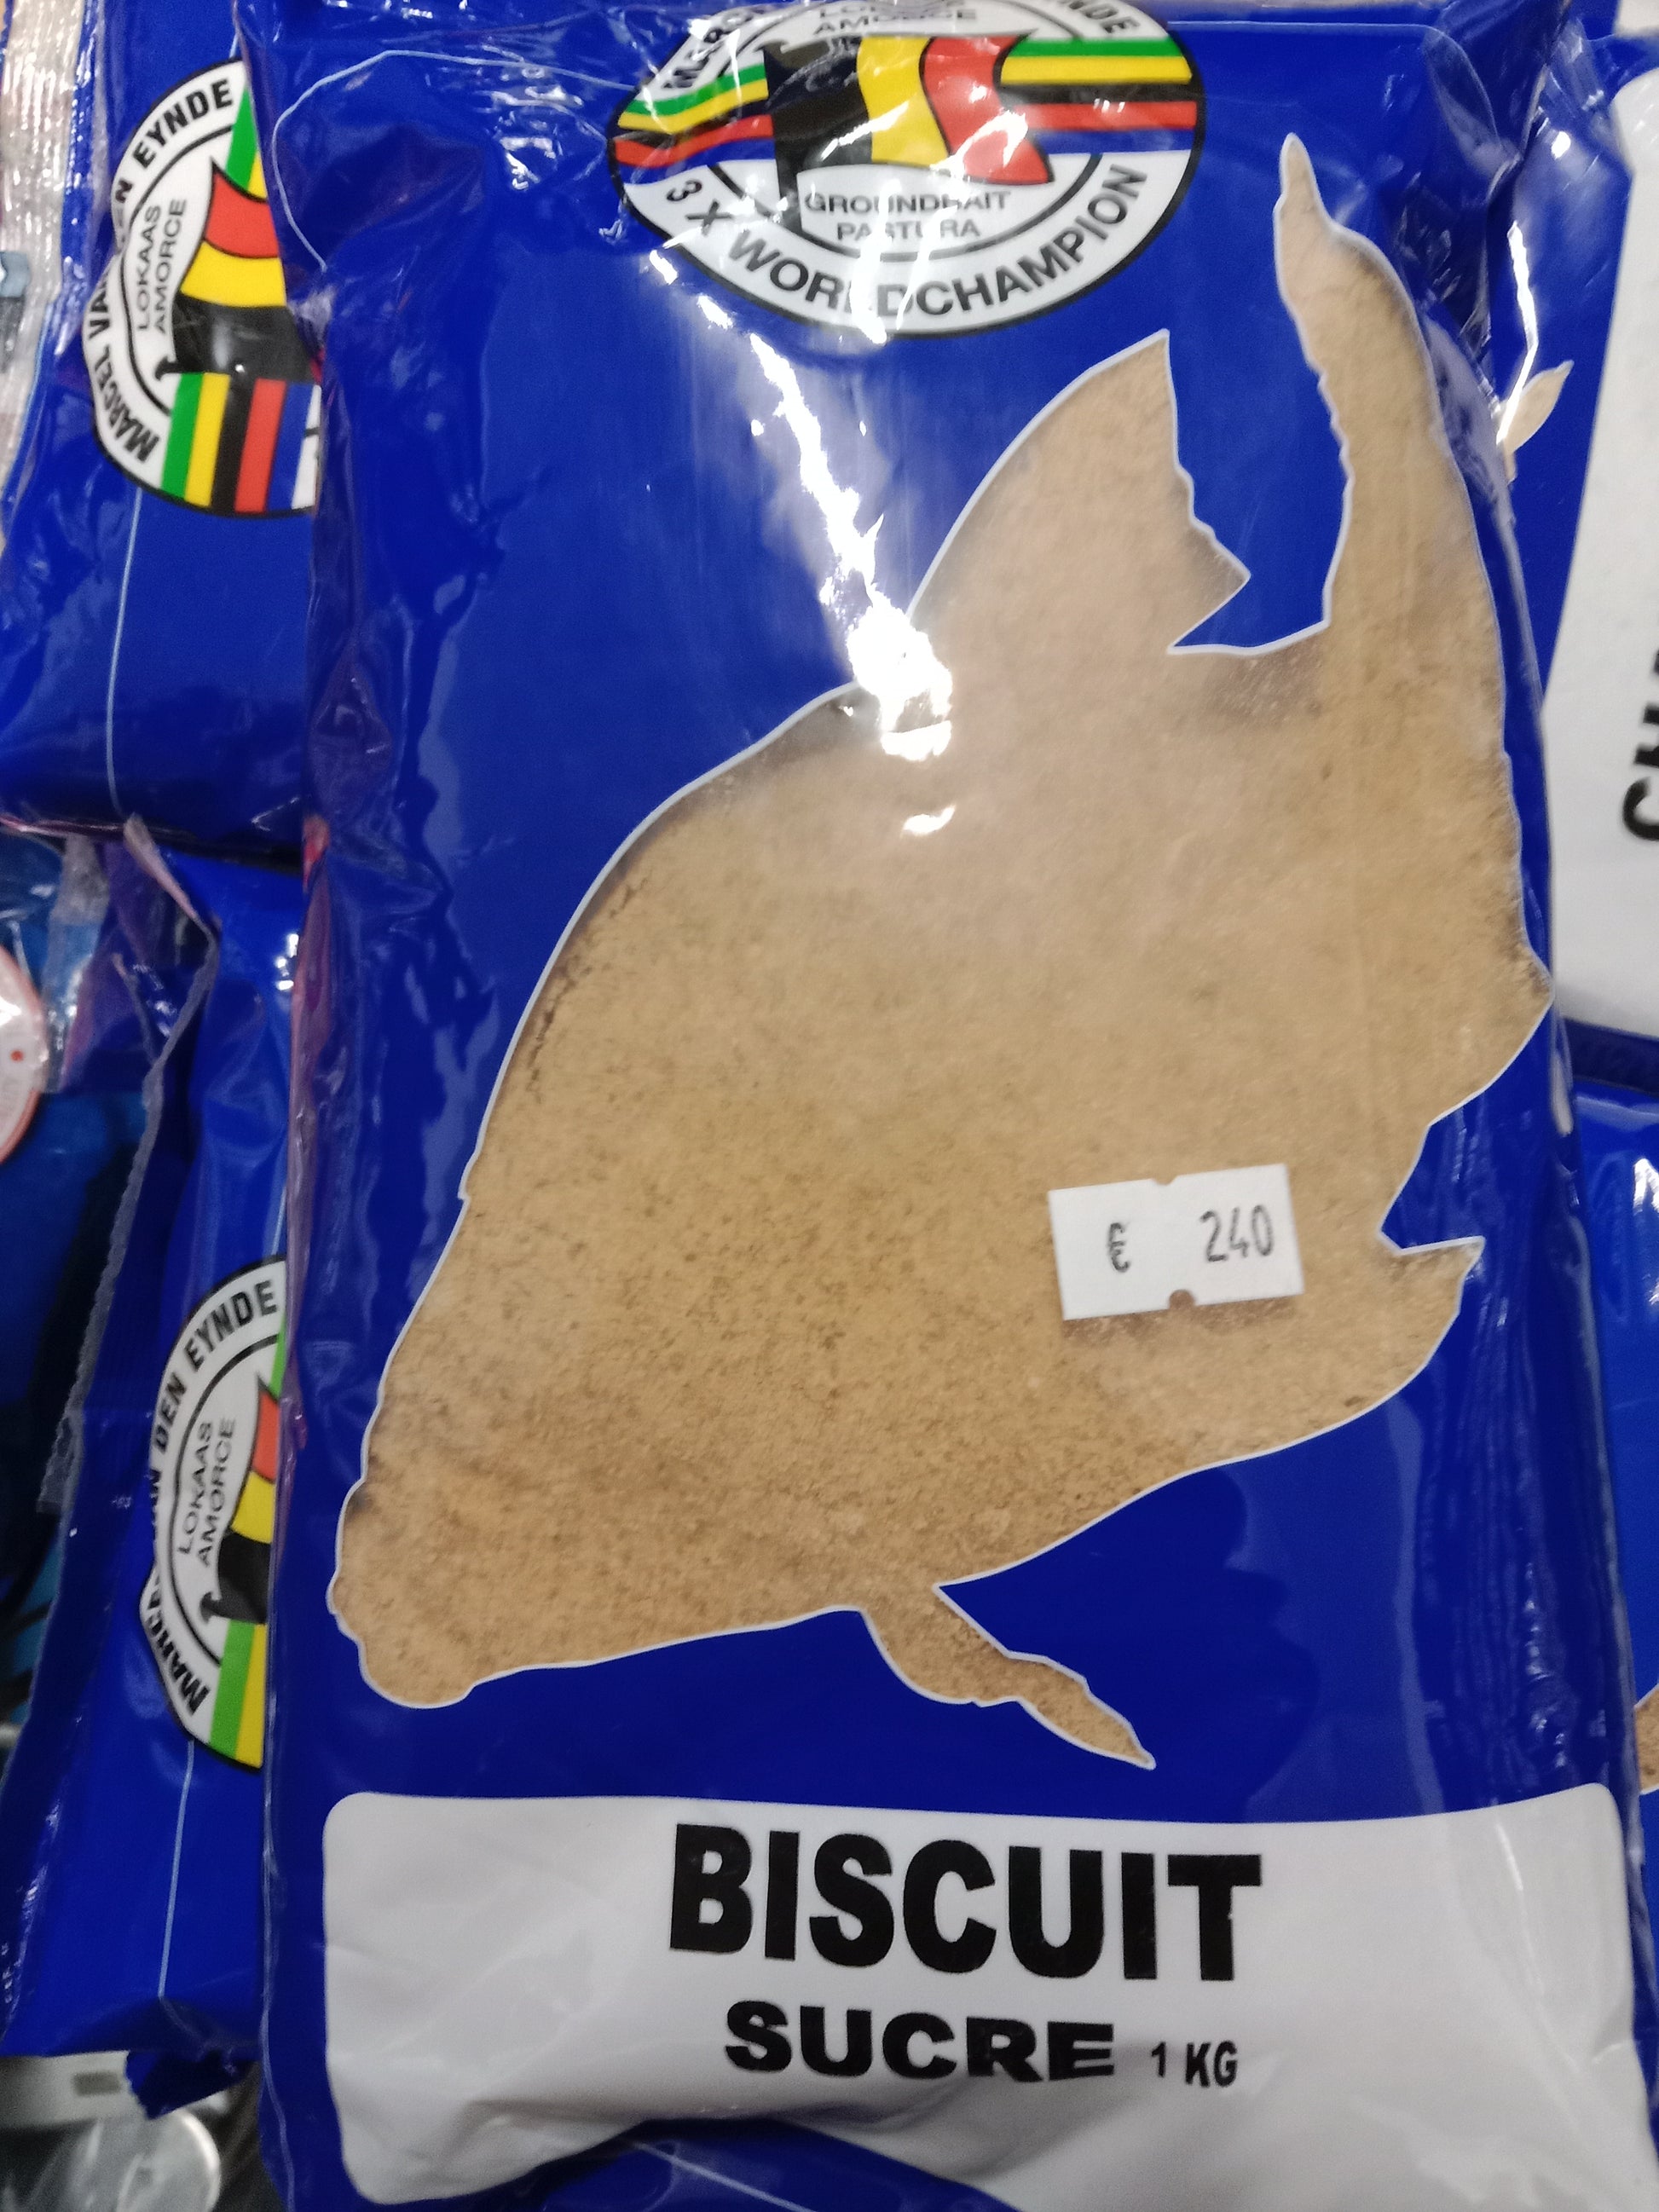 MARCEL VAN DEN EYNDE
LOKAAS
AMORCE
AMORCE
GROUNDBAIT
PASTURA
3 X WORLDCHAMPION
€ 240
DEN EYNDE
LOKAAS
AMORCE
BISCUIT
SUCRE 1 KG